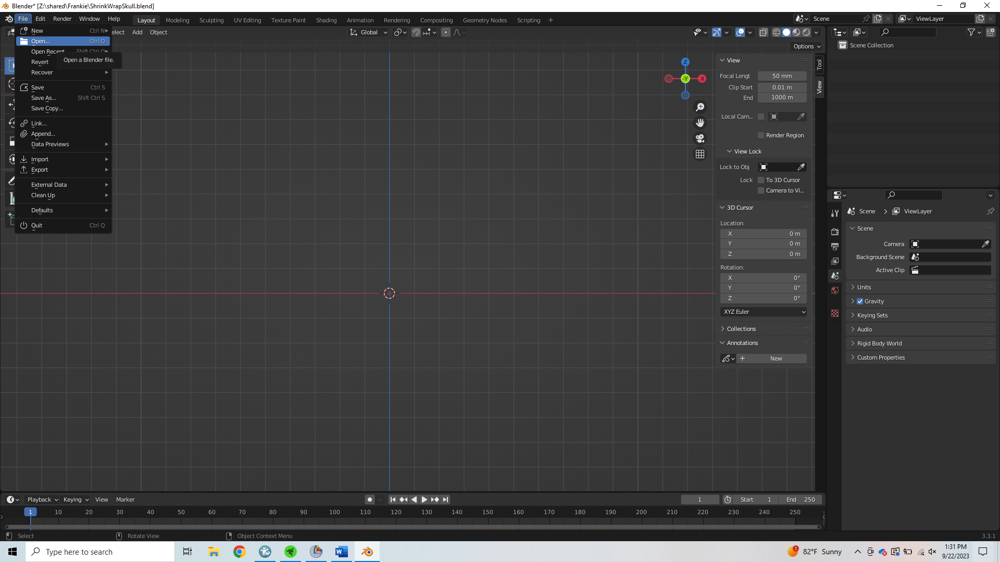 Blender* [Z:\shared\Frankie\ShrinkWrapSkull.blend]
File Edit Render Window Help Layout Modeling Sculpting UV Editing Texture Paint Shading Animation Rendering Compositing Geometry Nodes Scripting + Scene ViewLayer
elect Add Object Global
Options
New Ctrl N
Open... Ctrl O
Open Recent Shift Ctrl O
Open a Blender file.
Revert
Recover
Save Ctrl S
Save As... Shift Ctrl S
Save Copy...
Link...
Append...
Data Previews
Import
Export
External Data
Clean Up
Defaults
Quit Ctrl Q
Z
-Y X
View
Focal Lengt 50 mm
Clip Start 0.01 m
End 1000 m
Local Cam...
Render Region
View Lock
Lock to Obj
Lock To 3D Cursor
Camera to Vi...
3D Cursor
Location:
X 0 m
Y 0 m
Z 0 m
Rotation:
X 0°
Y 0°
Z 0°
XYZ Euler
Collections
Annotations
+ New
Tool
View
Scene Collection
Scene > ViewLayer
Scene
Camera
Background Scene
Active Clip
Units
Gravity
Keying Sets
Audio
Rigid Body World
Custom Properties
Playback Keying View Marker 1 Start 1 End 250
1 10 20 30 40 50 60 70 80 90 100 110 120 130 140 150 160 170 180 190 200 210 220 230 240 250
Select Rotate View Object Context Menu 3.3.1
Type here to search W 1 82°F Sunny 1:31 PM
9/22/2023